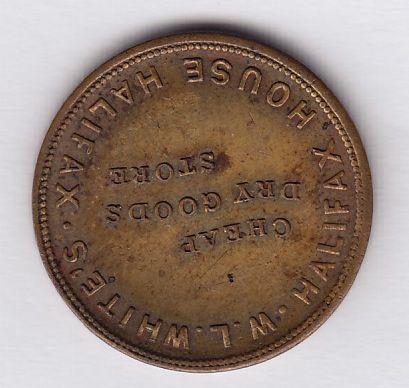 · W.L.WHITE'S · HALIFAX HOUSE HALIFAX
CHEAP
DRY GOODS
STORE